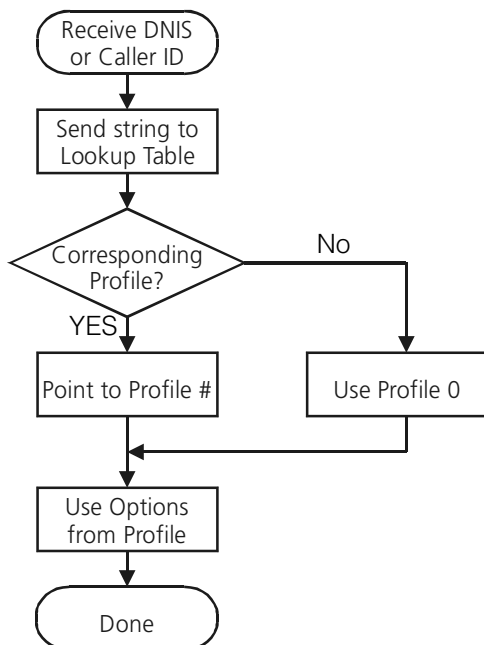 Receive DNIS
or Caller ID
Send string to
Lookup Table
Corresponding
Profile?
No
YES
Point to Profile #
Use Profile 0
Use Options
from Profile
Done